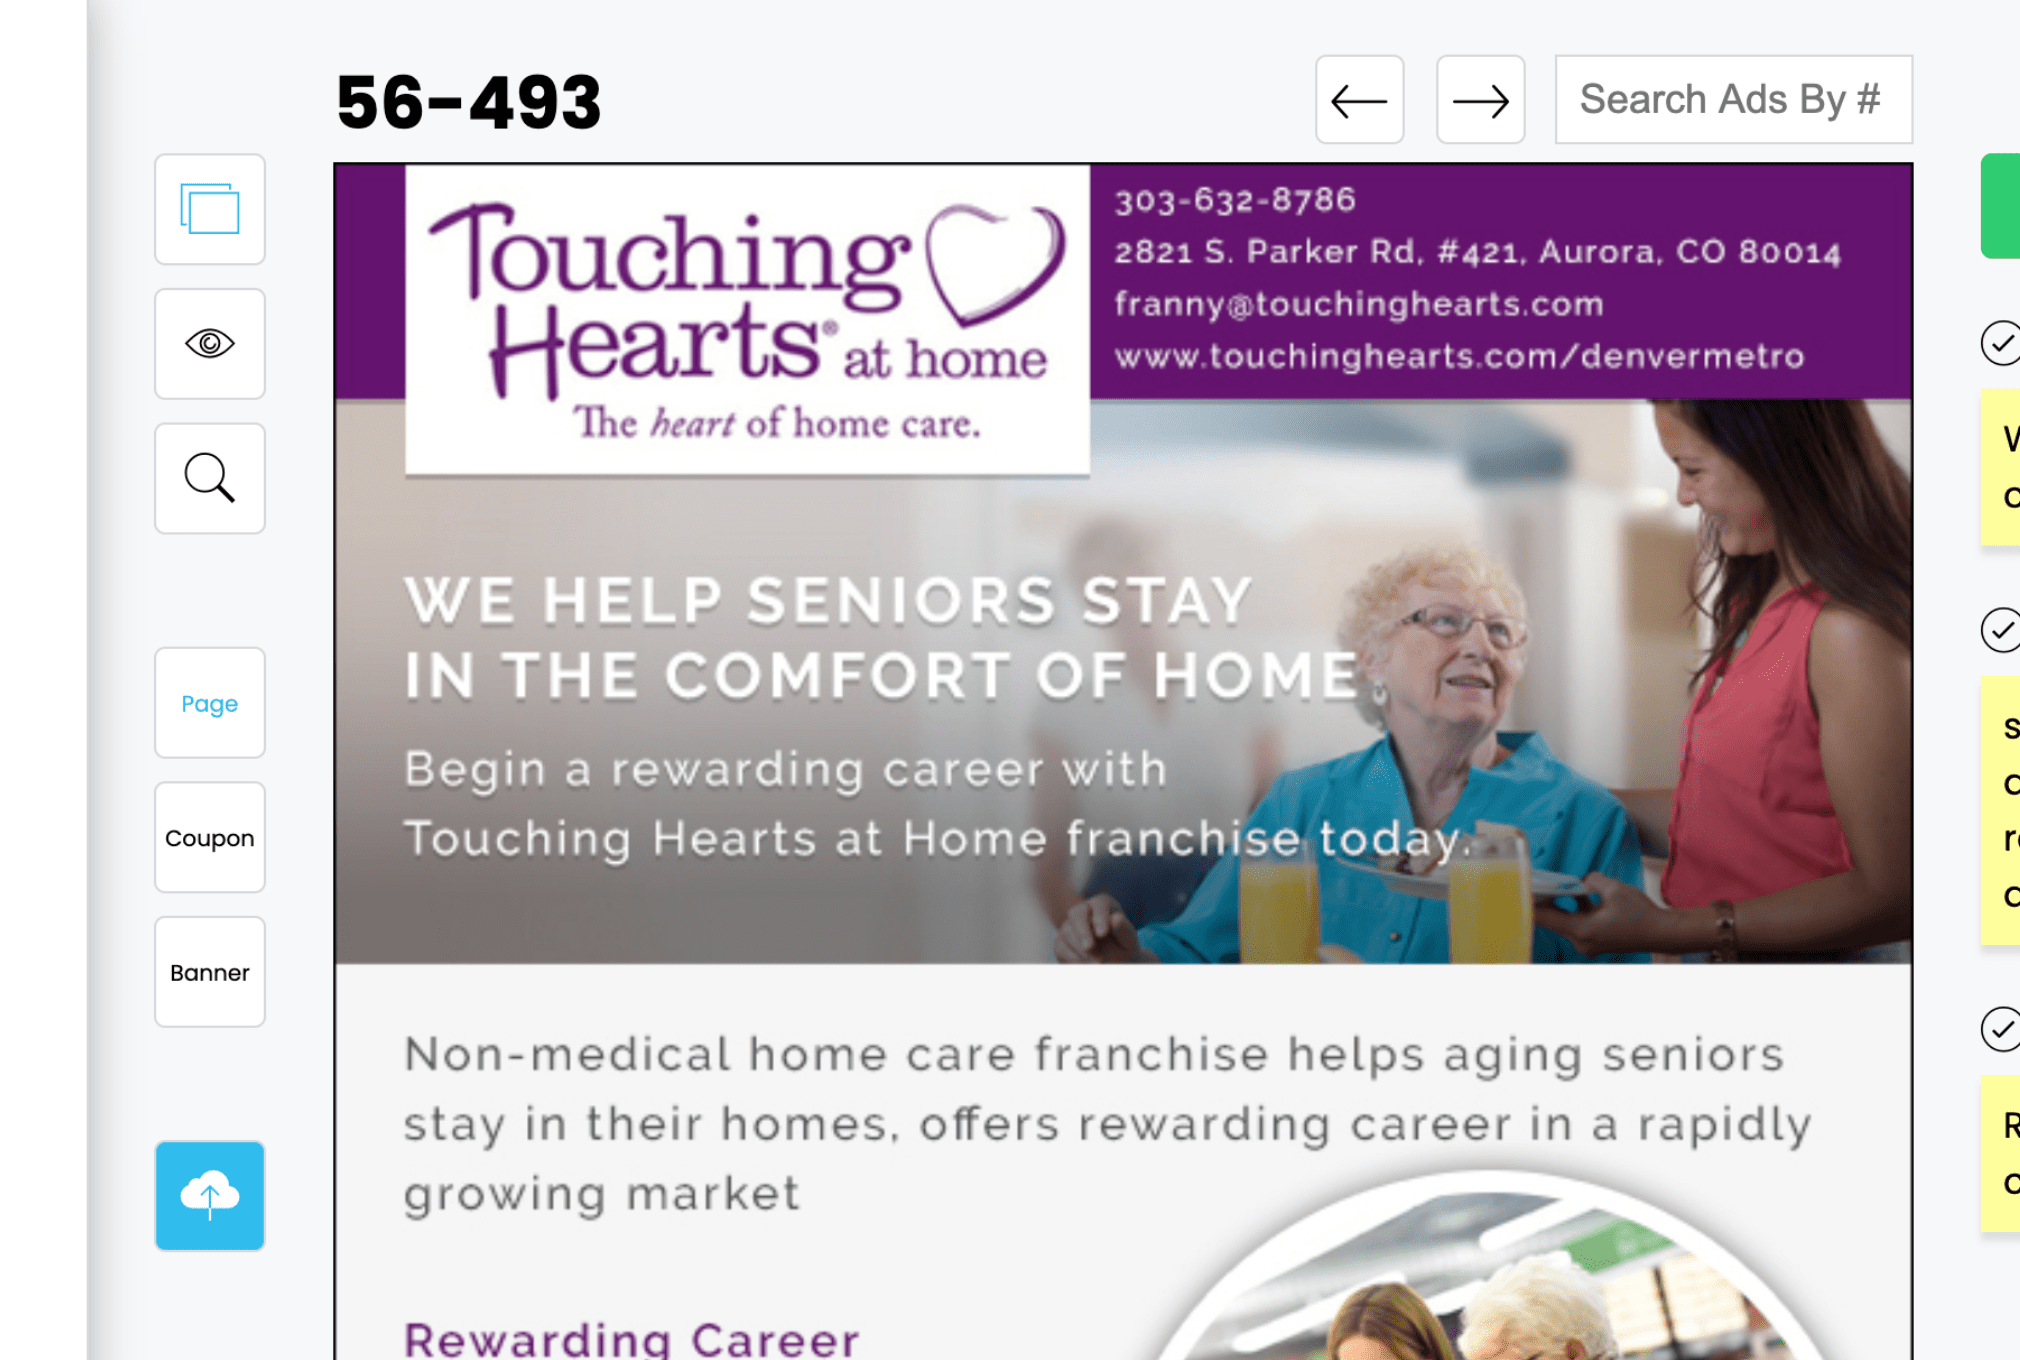 56-493
Search Ads By #
Touching
Hearts® at home
The heart of home care.
303-632-8786
2821 S. Parker Rd, #421, Aurora, CO 80014
franny@touchinghearts.com
www.touchinghearts.com/denvermetro
WE HELP SENIORS STAY
IN THE COMFORT OF HOME
Begin a rewarding career with
Touching Hearts at Home franchise today.
Page
Coupon
Banner
Non-medical home care franchise helps aging seniors
stay in their homes, offers rewarding career in a rapidly
growing market
Rewarding Career